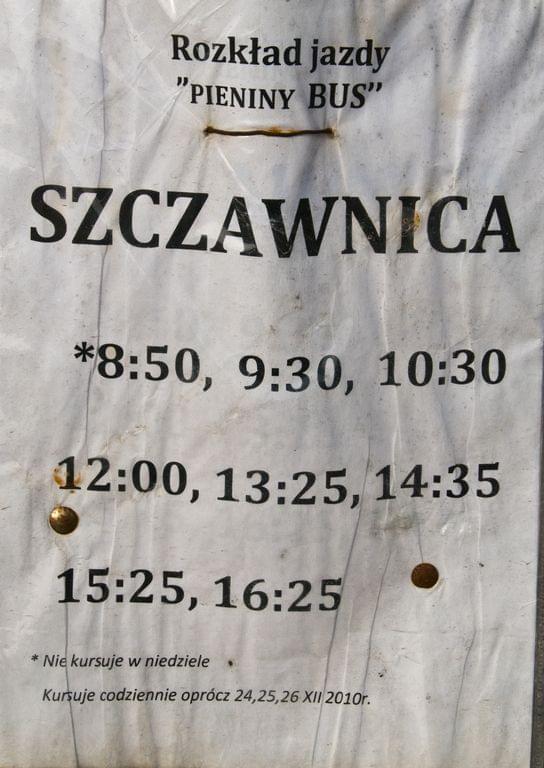 Rozkład jazdy
"PIENINY BUS"
SZCZAWNICA
*8:50, 9:30, 10:30
12:00, 13:25, 14:35
15:25, 16:25
* Nie kursuje w niedziele
Kursuje codziennie oprócz 24,25,26 XII 2010r.